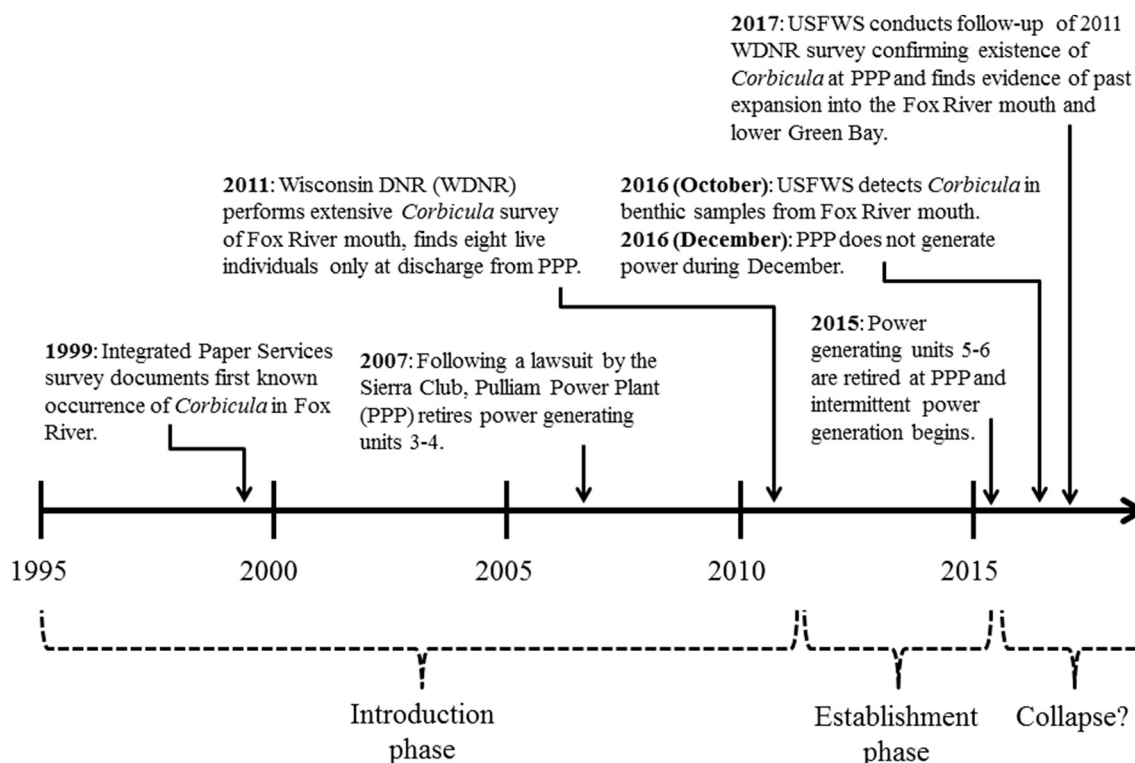 2017: USFWS conducts follow-up of 2011
WDNR survey confirming existence of
Corbicula at PPP and finds evidence of past
expansion into the Fox River mouth and
lower Green Bay.
2011: Wisconsin DNR (WDNR)
performs extensive Corbicula survey
of Fox River mouth, finds eight live
individuals only at discharge from PPP.
2016 (October): USFWS detects Corbicula in
benthic samples from Fox River mouth.
2016 (December): PPP does not generate
power during December.
1999: Integrated Paper Services
survey documents first known
occurrence of Corbicula in Fox
River.
2007: Following a lawsuit by the
Sierra Club, Pulliam Power Plant
(PPP) retires power generating
units 3-4.
2015: Power
generating units 5-6
are retired at PPP and
intermittent power
generation begins.
1995
2000
2005
2010
2015
Introduction
phase
Establishment
phase
Collapse?